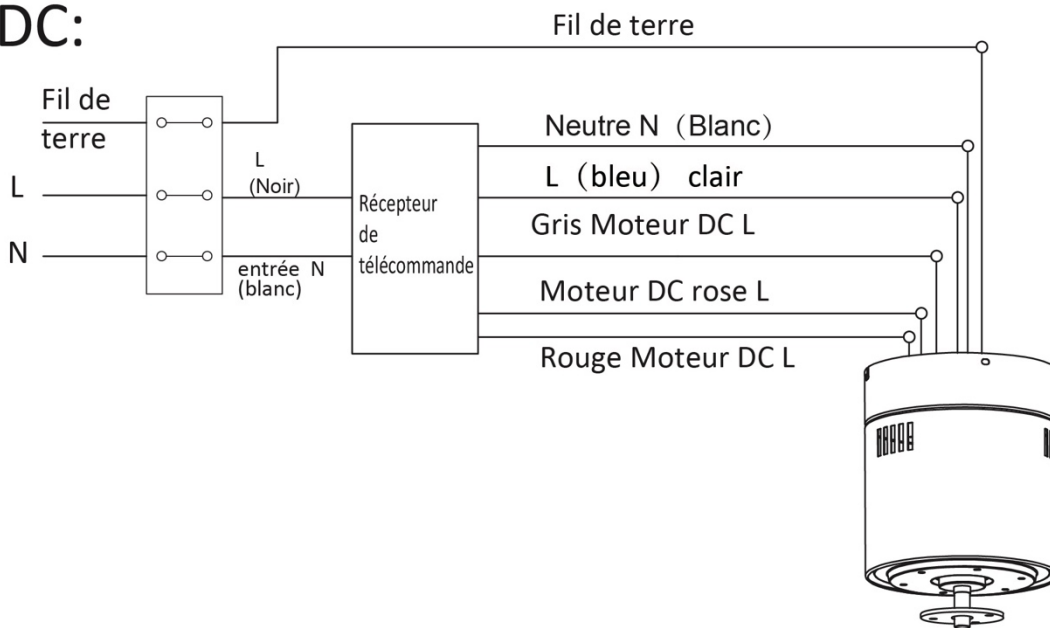 DC:
Fil de terre
Fil de
terre
L
N
L
(Noir)
entrée N
(blanc)
Récepteur
de
télécommande
Neutre N（Blanc）
L（bleu） clair
Gris Moteur DC L
Moteur DC rose L
Rouge Moteur DC L